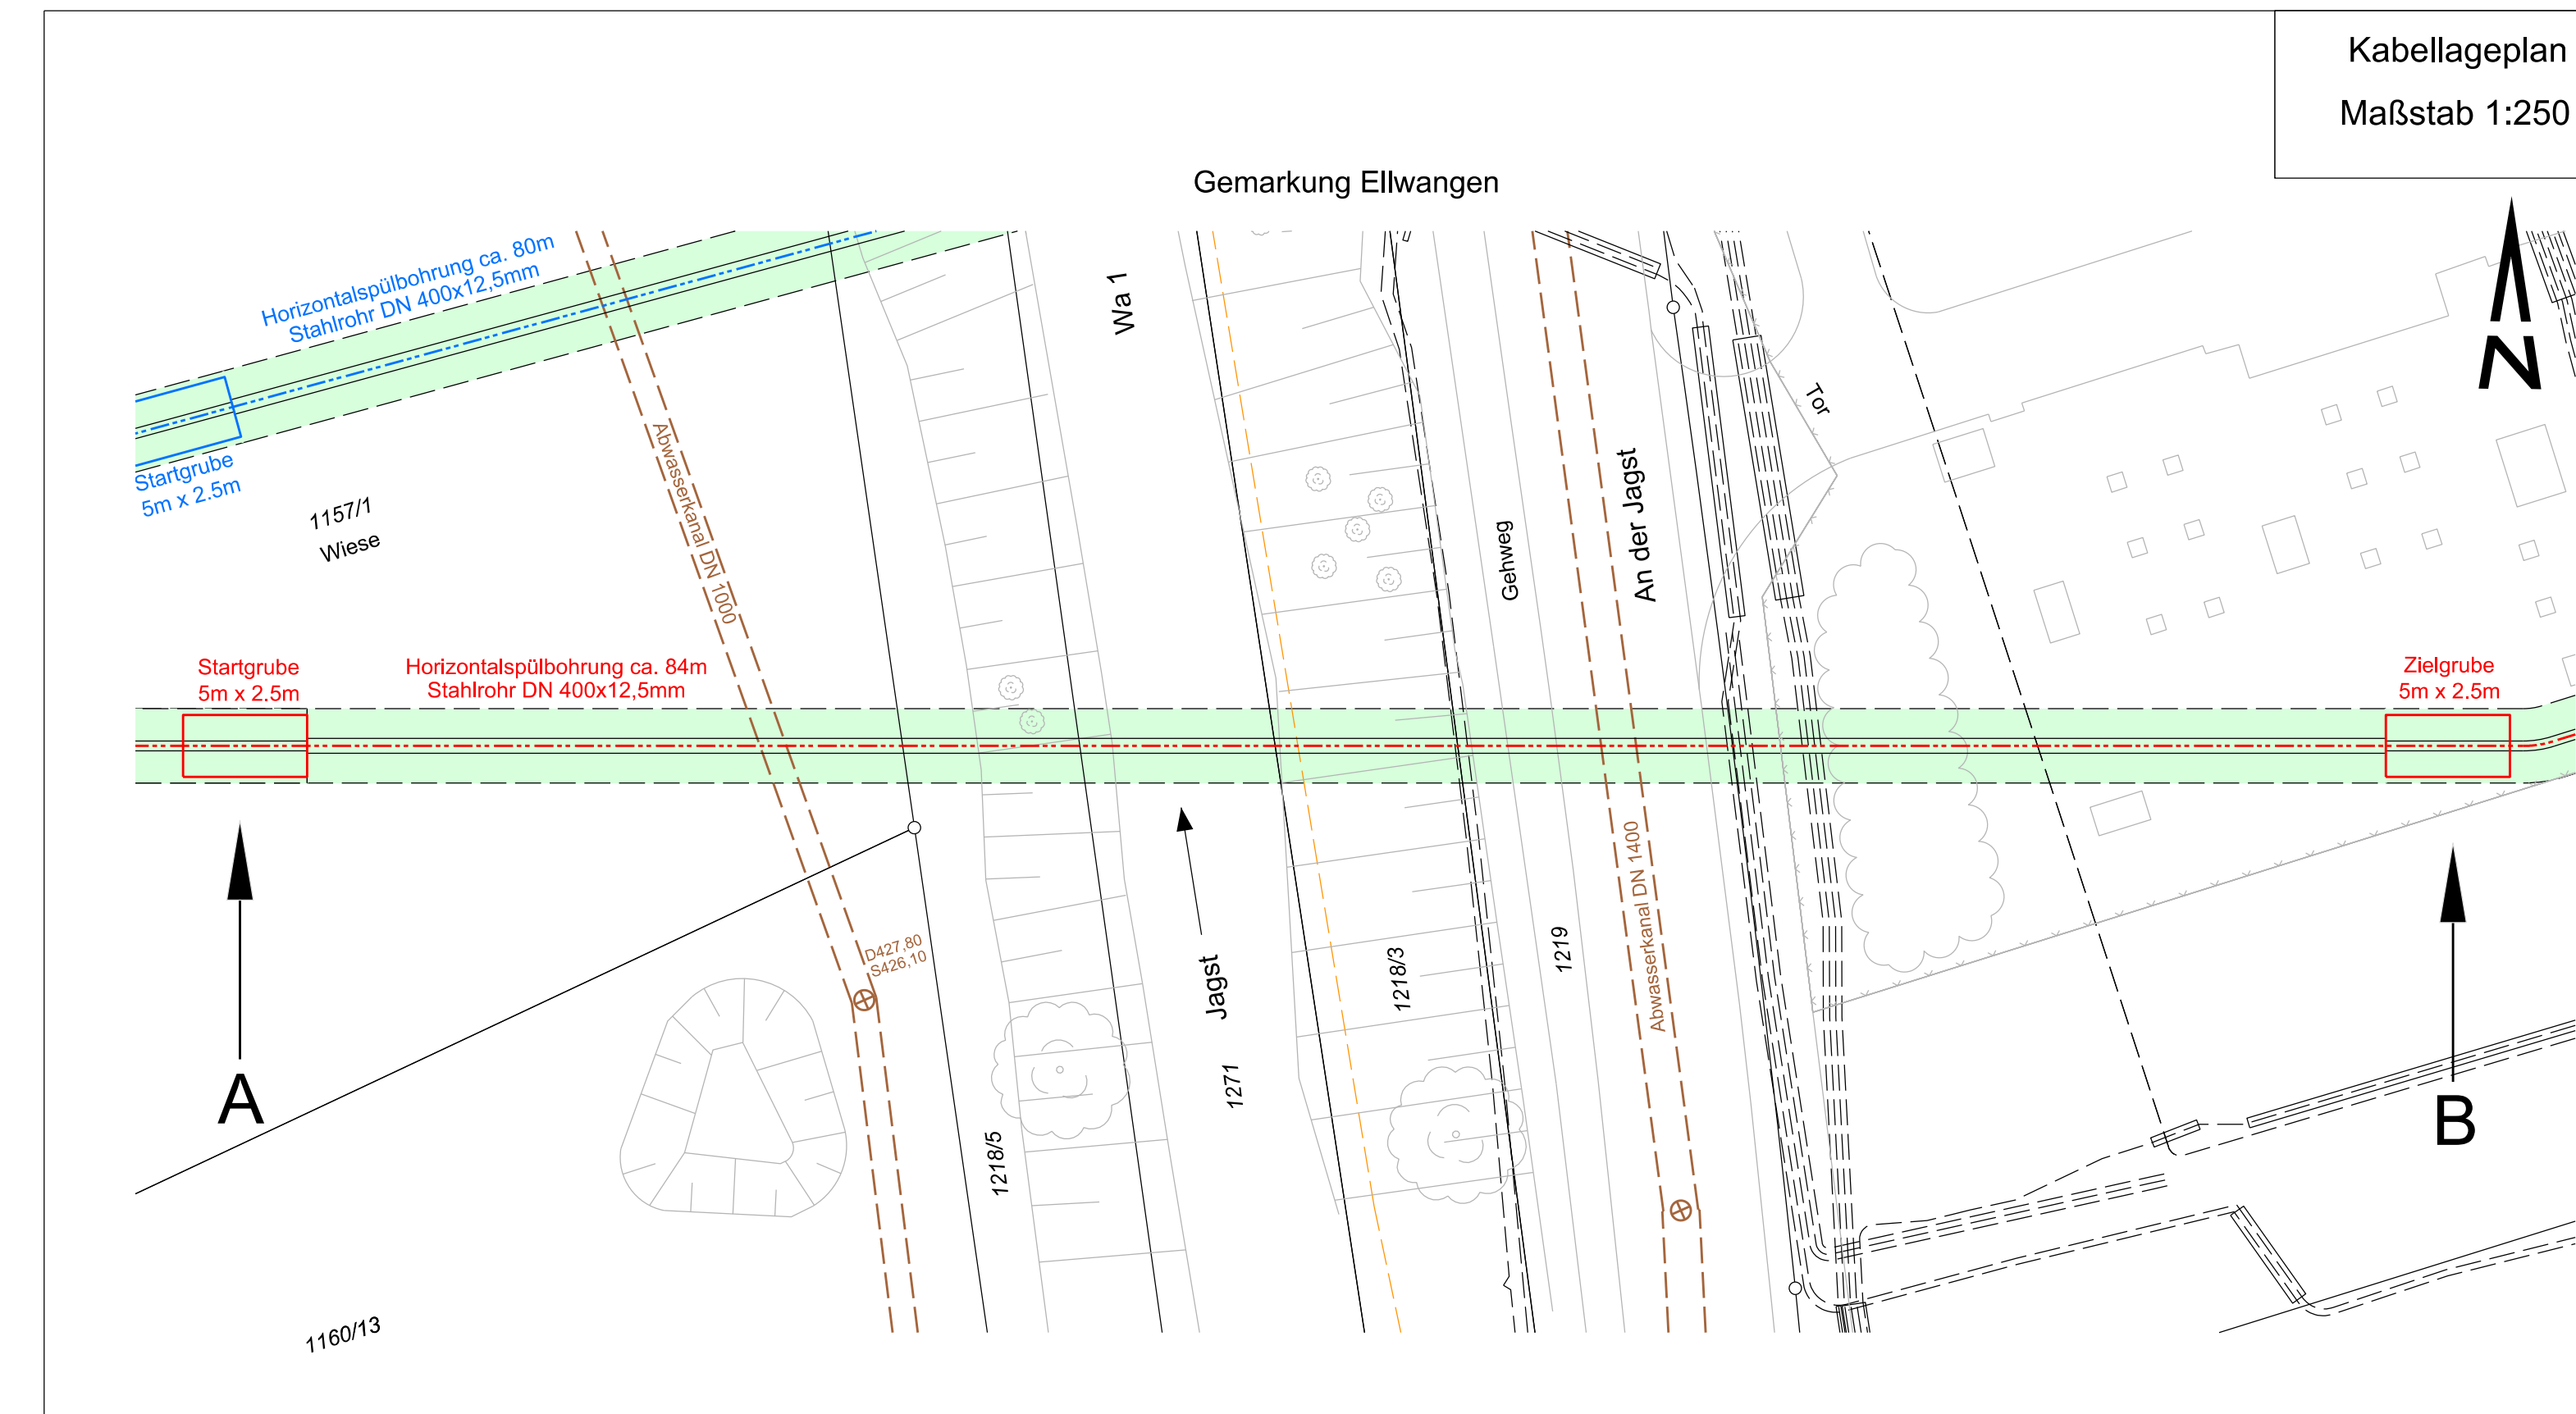 Kabellageplan
Maßstab 1:250
Gemarkung Ellwangen
N
Horizontalspülbohrung ca. 80m
Stahlrohr DN 400x12,5mm
Wa 1
Tor
Startgrube
5m x 2.5m
1157/1
Wiese
Abwasserkanal DN 1000
Gehweg
An der Jagst
Startgrube
5m x 2.5m
Horizontalspülbohrung ca. 84m
Stahlrohr DN 400x12,5mm
Zielgrube
5m x 2.5m
Abwasserkanal DN 1400
D427,80
S426,10
Jagst
1218/3
1219
A
1271
B
1218/5
1160/13